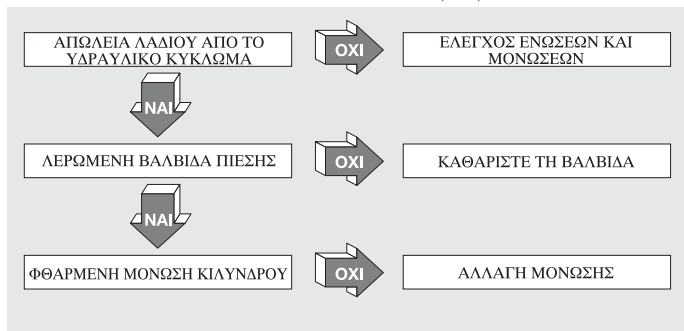 ΑΠΩΛΕΙΑ ΛΑΔΙΟΥ ΑΠΟ ΤΟ
ΥΔΡΑΥΛΙΚΟ ΚΥΚΛΩΜΑ
ΟΧΙ
ΕΛΕΓΧΟΣ ΕΝΩΣΕΩΝ ΚΑΙ
ΜΟΝΩΣΕΩΝ
ΝΑΙ
ΛΕΡΩΜΕΝΗ ΒΑΛΒΙΔΑ ΠΙΕΣΗΣ
ΟΧΙ
ΚΑΘΑΡΙΣΤΕ ΤΗ ΒΑΛΒΙΔΑ
ΝΑΙ
ΦΘΑΡΜΕΝΗ ΜΟΝΩΣΗ ΚΙΛΥΝΔΡΟΥ
ΟΧΙ
ΑΛΛΑΓΗ ΜΟΝΩΣΗΣ